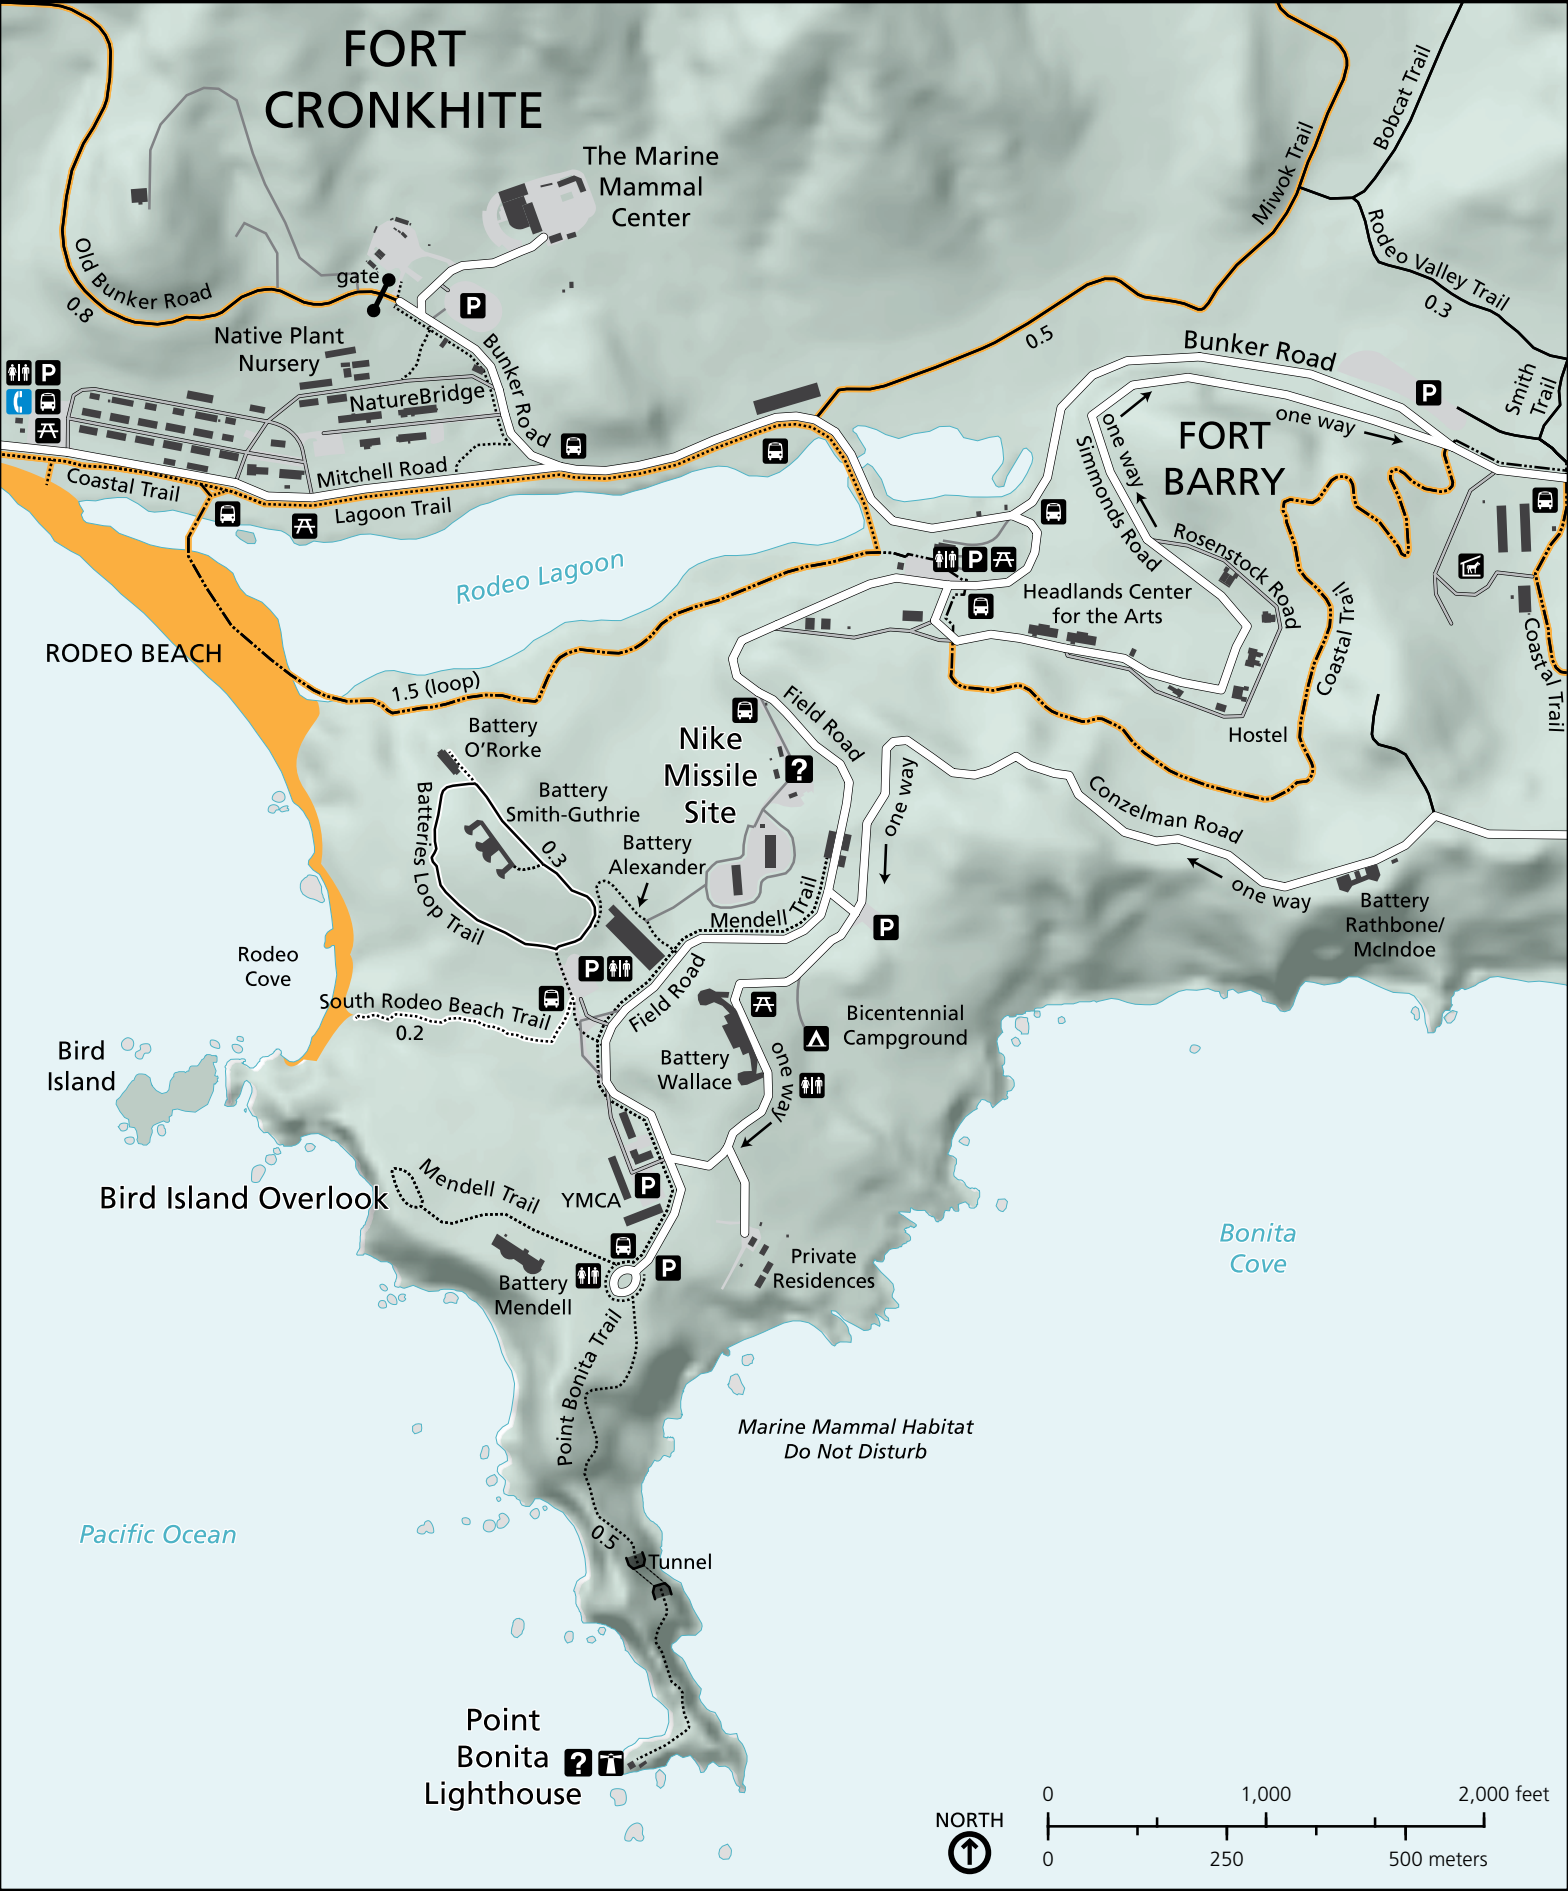 FORT
CRONKHITE
The Marine
Mammal
Center
Miwok Trail
Bobcat Trail
Rodeo Valley Trail
0.3
Smith
Trail
Old Bunker Road
0.8
gate
P
Native Plant
Nursery
NatureBridge
Bunker Road
P
Mitchell Road
Coastal Trail
Lagoon Trail
0.5
Bunker Road
P
one way
FORT
BARRY
one way
Simmonds Road
Rosenstock Road
Rodeo Lagoon
P
Headlands Center
for the Arts
Coastal Trail
Coastal Trail
Hostel
RODEO BEACH
1.5 (loop)
Battery
O'Rorke
Field Road
Nike
Missile
Site
?
Battery
Smith-Guthrie
0.3
Batteries Loop Trail
Battery
Alexander
one way
Conzelman Road
one way
Battery
Rathbone/
McIndoe
Mendell Trail
P
P
Rodeo
Cove
South Rodeo Beach Trail
0.2
Field Road
Bicentennial
Campground
Battery
Wallace
one way
Bird
Island
Bird Island Overlook
Mendell Trail
YMCA
P
P
Battery
Mendell
Private
Residences
Bonita
Cove
Point Bonita Trail
Marine Mammal Habitat
Do Not Disturb
Pacific Ocean
0.5
Tunnel
Point
Bonita
Lighthouse
?
NORTH
0
1,000
2,000 feet
0
250
500 meters